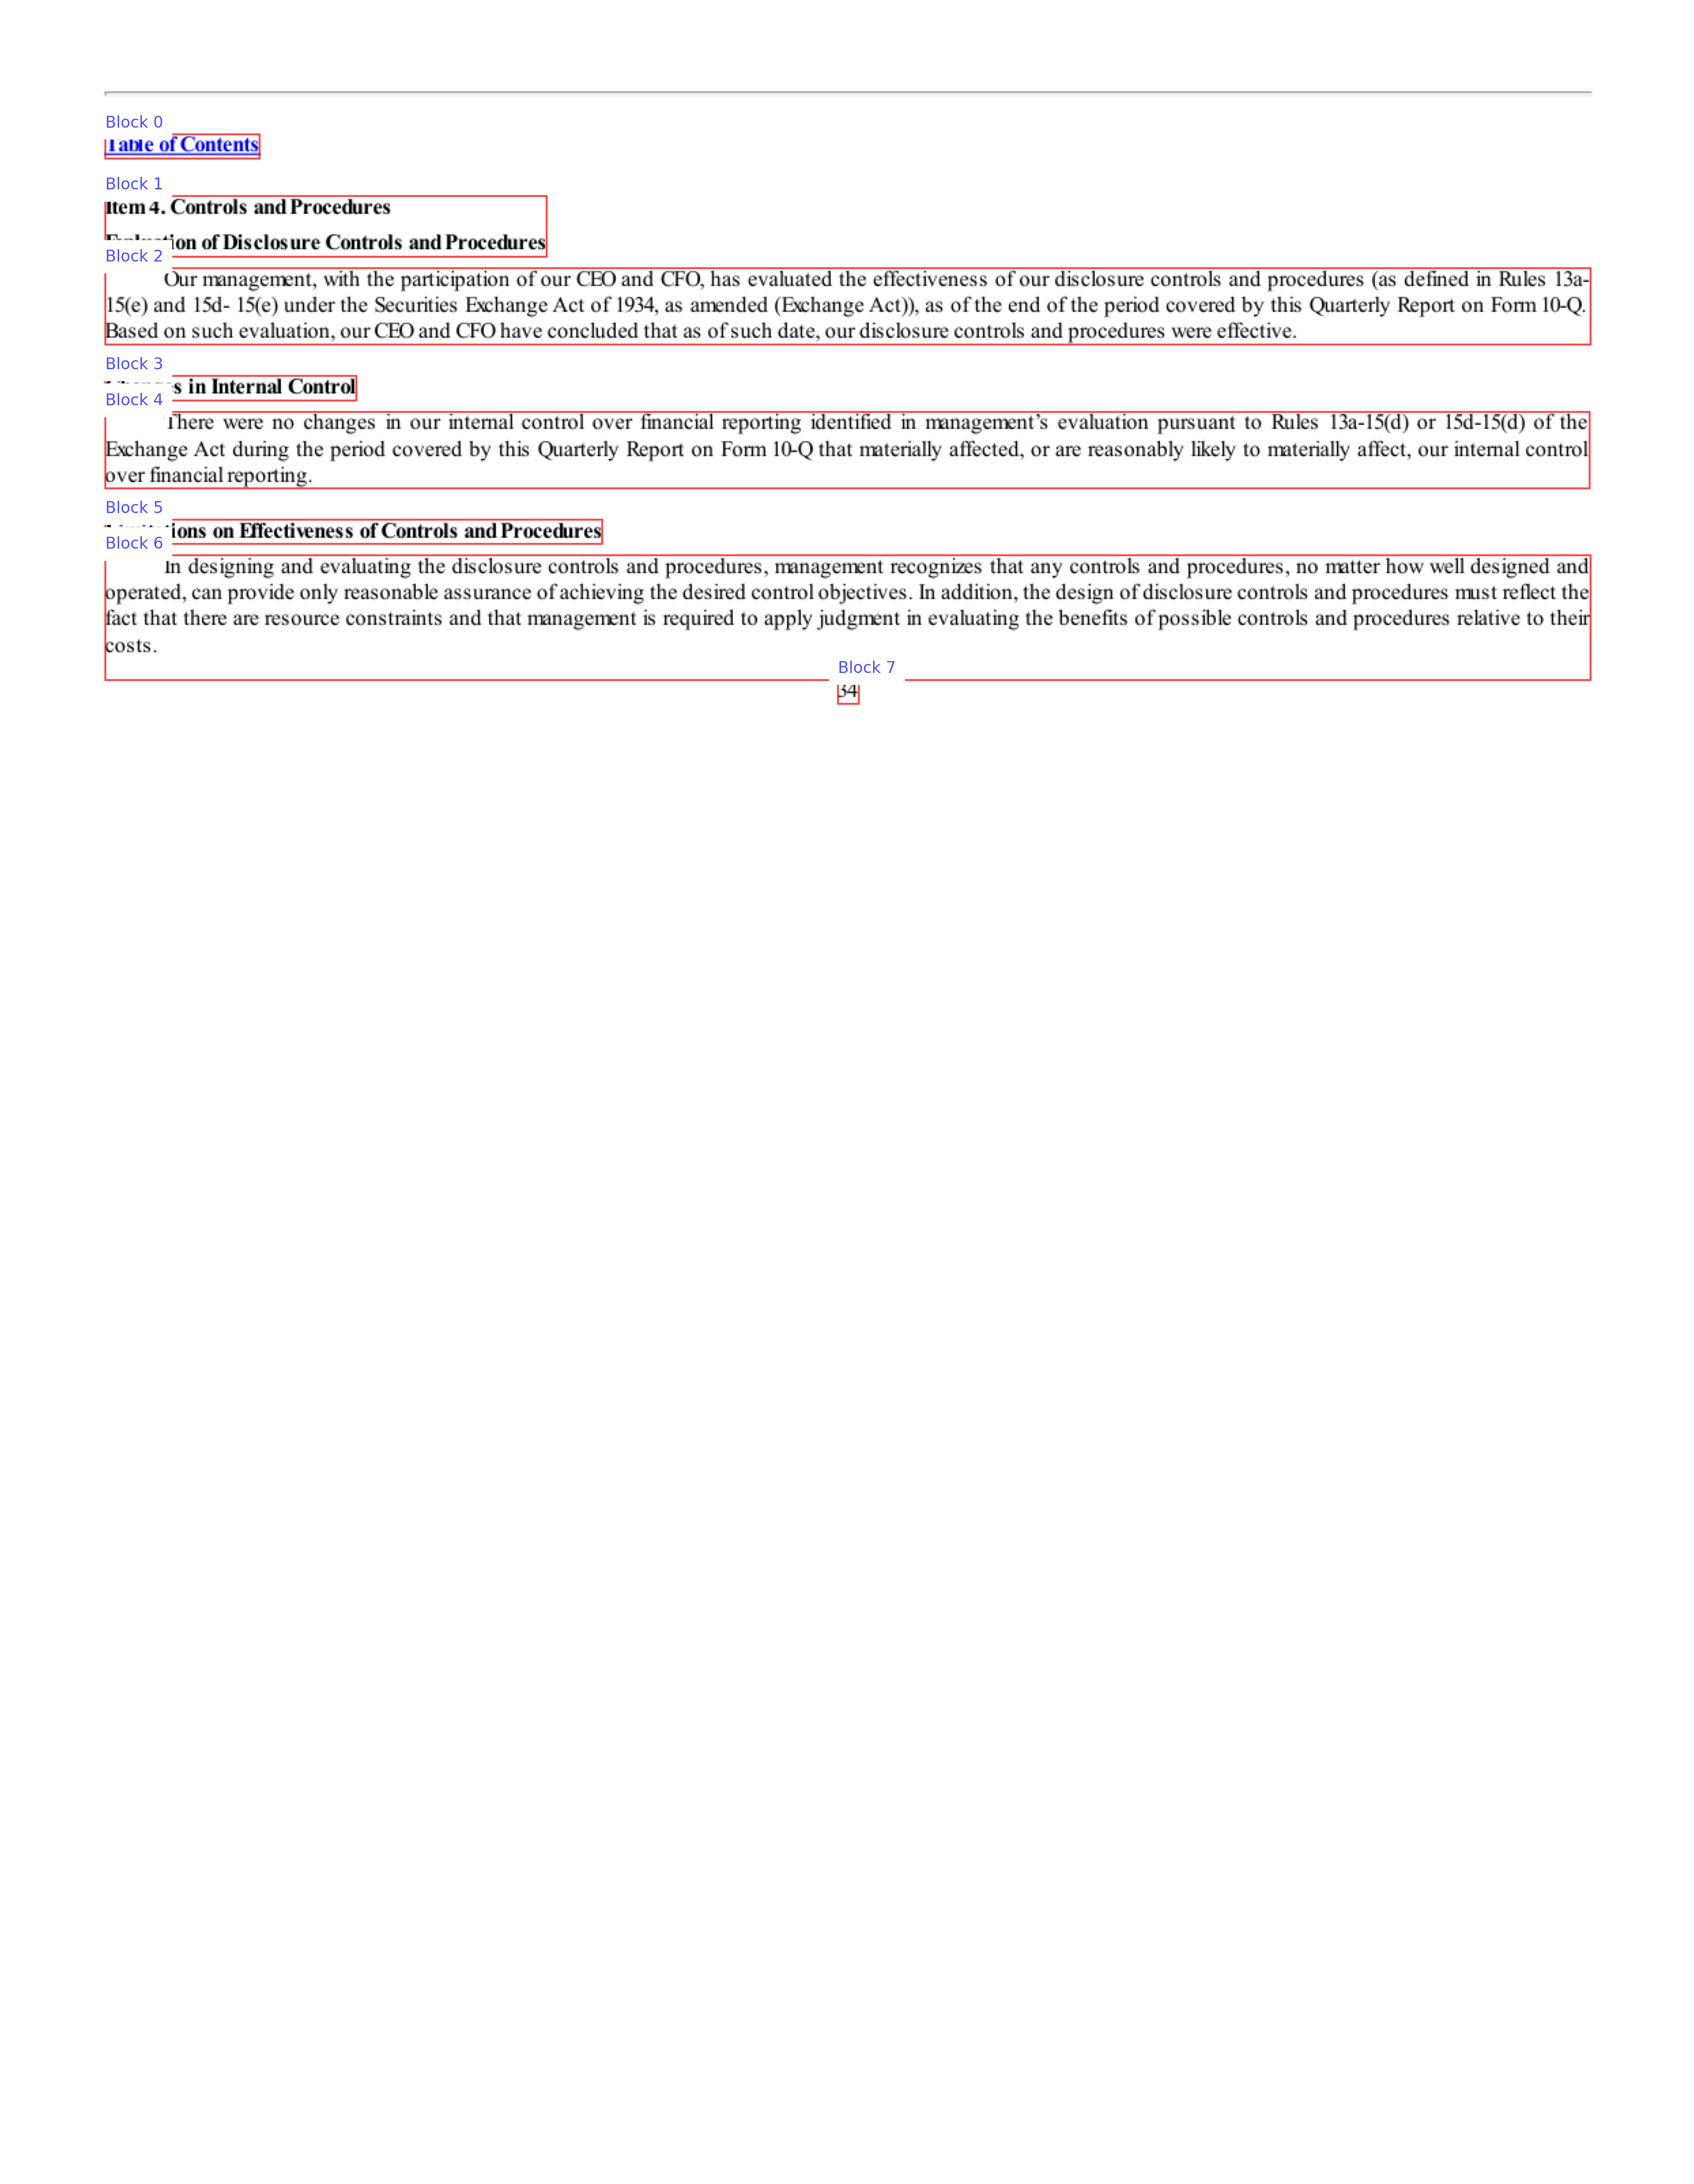 Block 0
Table of Contents
Block 1
Item 4. Controls and Procedures
of Disclosure Controls and Procedures
Block 2
Our management, with the participation of our CEO and CFO, has evaluated the effectiveness of our disclosure controls and procedures (as defined in Rules 13a-
15(e) and 15d- 15(e) under the Securities Exchange Act of 1934, as amended (Exchange Act)), as of the end of the period covered by this Quarterly Report on Form 10-Q.
Based on such evaluation, our CEO and CFO have concluded that as of such date, our disclosure controls and procedures were effective.
Block 3
in Internal Control
Block 4
There were no changes in our internal control over financial reporting identified in management’s evaluation pursuant to Rules 13a-15(d) or 15d-15(d) of the
Exchange Act during the period covered by this Quarterly Report on Form 10-Q that materially affected, or are reasonably likely to materially affect, our internal control
over financial reporting.
Block 5
on Effectiveness of Controls and Procedures
Block 6
In designing and evaluating the disclosure controls and procedures, management recognizes that any controls and procedures, no matter how well designed and
operated, can provide only reasonable assurance of achieving the desired control objectives. In addition, the design of disclosure controls and procedures must reflect the
fact that there are resource constraints and that management is required to apply judgment in evaluating the benefits of possible controls and procedures relative to their
costs.
Block 7
34